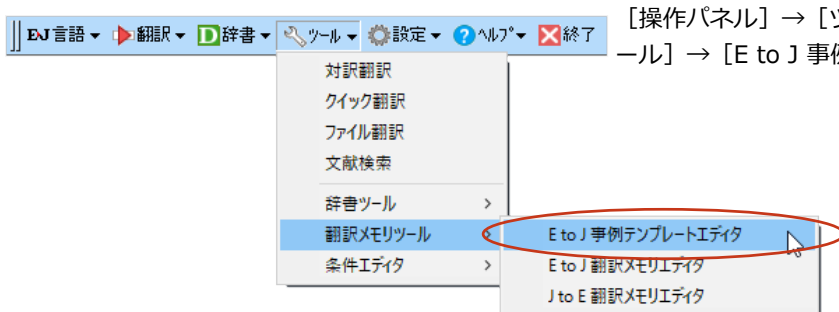 ［操作パネル］→［ツ
ール］→［E to J 事例
EJ言語 翻訳 D辞書 ツール 設定 ?ヘルプ 終了
対訳翻訳
クイック翻訳
ファイル翻訳
文献検索
辞書ツール
翻訳メモリツール
条件エディタ
E to J 事例テンプレートエディタ
E to J 翻訳メモリエディタ
J to E 翻訳メモリエディタ